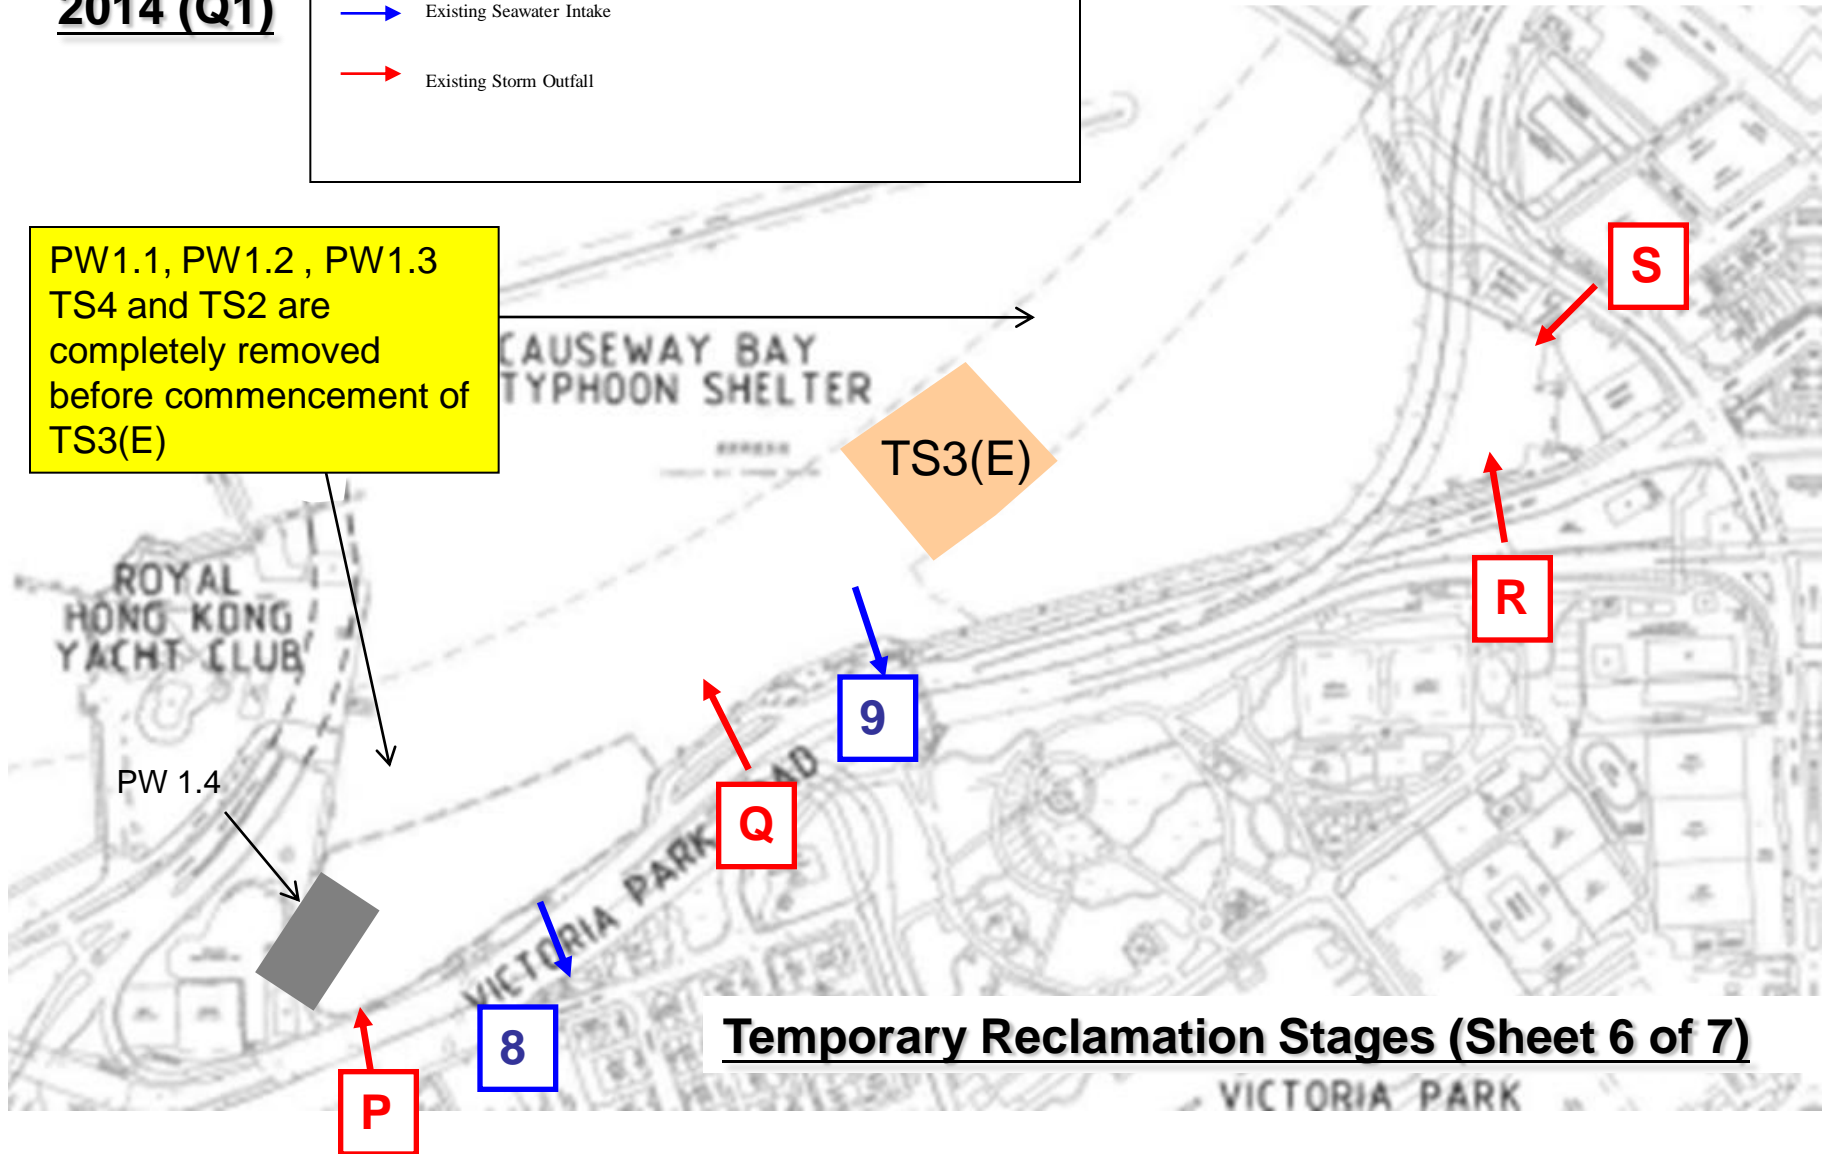 2014 (Q1)
Existing Seawater Intake
Existing Storm Outfall
PW1.1, PW1.2 , PW1.3
TS4 and TS2 are
completely removed
before commencement of
TS3(E)
CAUSEWAY BAY
TYPHOON SHELTER
TS3(E)
S
R
ROYAL
HONG KONG
YACHT CLUB
PW 1.4
9
Q
VICTORIA PARK
8
P
Temporary Reclamation Stages (Sheet 6 of 7)
VICTORIA PARK